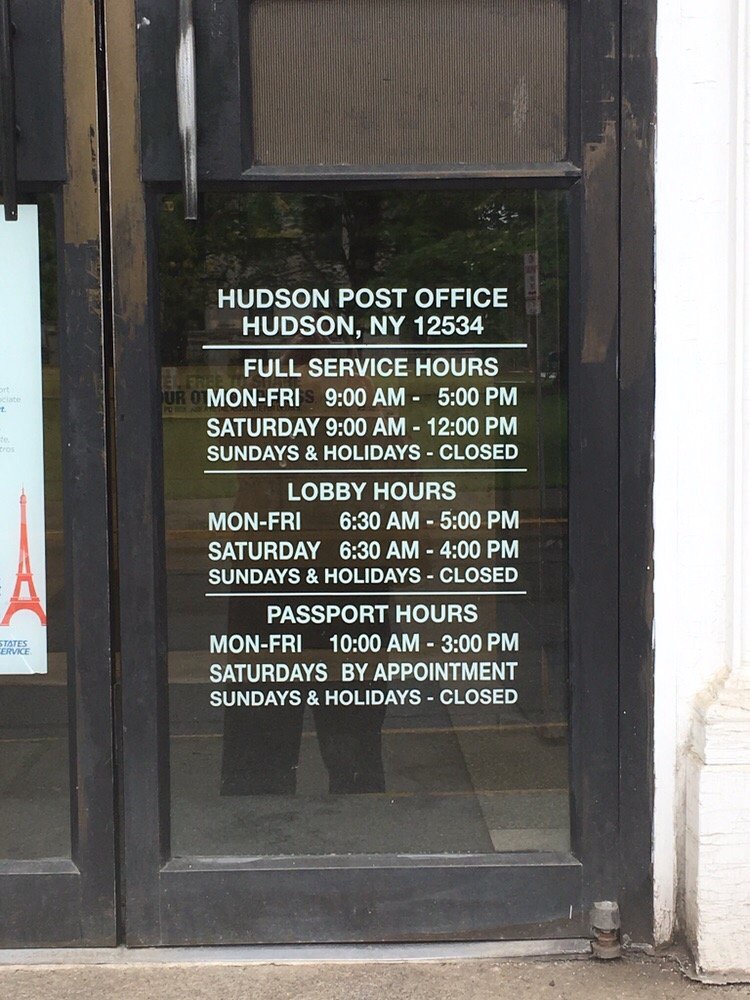 HUDSON POST OFFICE
HUDSON, NY 12534
FULL SERVICE HOURS
MON-FRI 9:00 AM - 5:00 PM
SATURDAY 9:00 AM - 12:00 PM
SUNDAYS & HOLIDAYS - CLOSED
LOBBY HOURS
MON-FRI 6:30 AM - 5:00 PM
SATURDAY 6:30 AM - 4:00 PM
SUNDAYS & HOLIDAYS - CLOSED
PASSPORT HOURS
MON-FRI 10:00 AM - 3:00 PM
SATURDAYS BY APPOINTMENT
SUNDAYS & HOLIDAYS - CLOSED
STATES
ERVICE